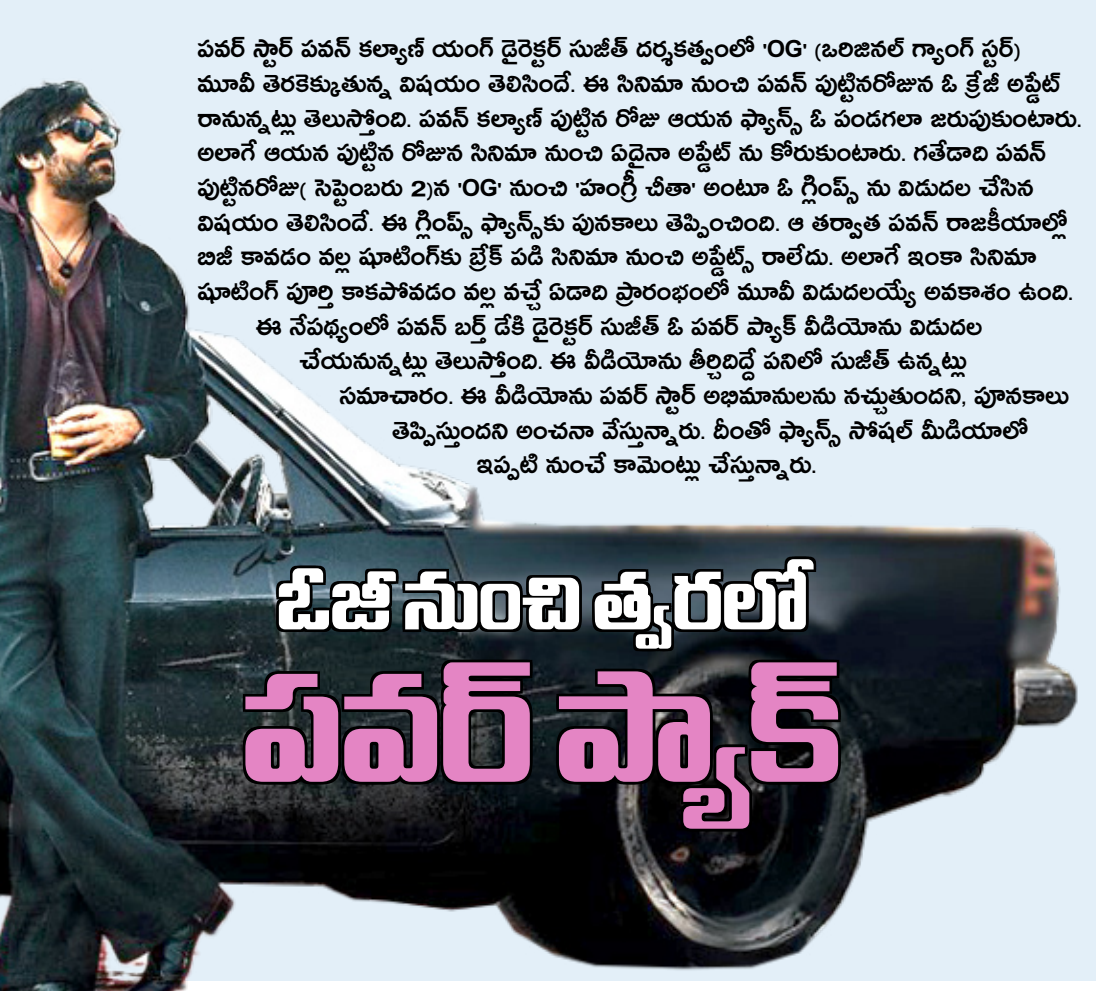 పవర్ స్టార్ పవన్ కల్యాణ్ యంగ్ డైరెక్టర్ సుజీత్ దర్శకత్వంలో 'OG' (ఒరిజినల్ గ్యాంగ్ స్టర్)
మూవీ తెరకెక్కుతున్న విషయం తెలిసిందే. ఈ సినిమా నుంచి పవన్ పుట్టినరోజున ఓ క్రేజీ అప్డేట్
రానున్నట్లు తెలుస్తోంది. పవన్ కల్యాణ్ పుట్టిన రోజు ఆయన ఫ్యాన్స్ ఓ పండగలా జరుపుకుంటారు.
అలాగే ఆయన పుట్టిన రోజున సినిమా నుంచి ఏదైనా అప్డేట్ ను కోరుకుంటారు. గతేడాది పవన్
పుట్టినరోజు( సెప్టెంబరు 2)న 'OG' నుంచి 'హంగ్రీ చీతా' అంటూ ఓ గ్లింప్స్ ను విడుదల చేసిన
విషయం తెలిసిందే. ఈ గ్లింప్స్ ఫ్యాన్స్‌కు పునకాలు తెప్పించింది. ఆ తర్వాత పవన్ రాజకీయాల్లో
బిజీ కావడం వల్ల షూటింగ్‌కు బ్రేక్ పడి సినిమా నుంచి అప్డేట్స్ రాలేదు. అలాగే ఇంకా సినిమా
షూటింగ్ పూర్తి కాకపోవడం వల్ల వచ్చే ఏడాది ప్రారంభంలో మూవీ విడుదలయ్యే అవకాశం ఉంది.
ఈ నేపథ్యంలో పవన్ బర్త్ డేకి డైరెక్టర్ సుజీత్ ఓ పవర్ ప్యాక్ వీడియోను విడుదల
చేయనున్నట్లు తెలుస్తోంది. ఈ వీడియోను తీర్చిదిద్దే పనిలో సుజీత్ ఉన్నట్లు
సమాచారం. ఈ వీడియోను పవర్ స్టార్ అభిమానులను నచ్చుతుందని, పూనకాలు
తెప్పిస్తుందని అంచనా వేస్తున్నారు. దీంతో ఫ్యాన్స్ సోషల్ మీడియాలో
ఇప్పటి నుంచే కామెంట్లు చేస్తున్నారు.
ఓజీ నుంచి త్వరలో
పవర్ ప్యాక్